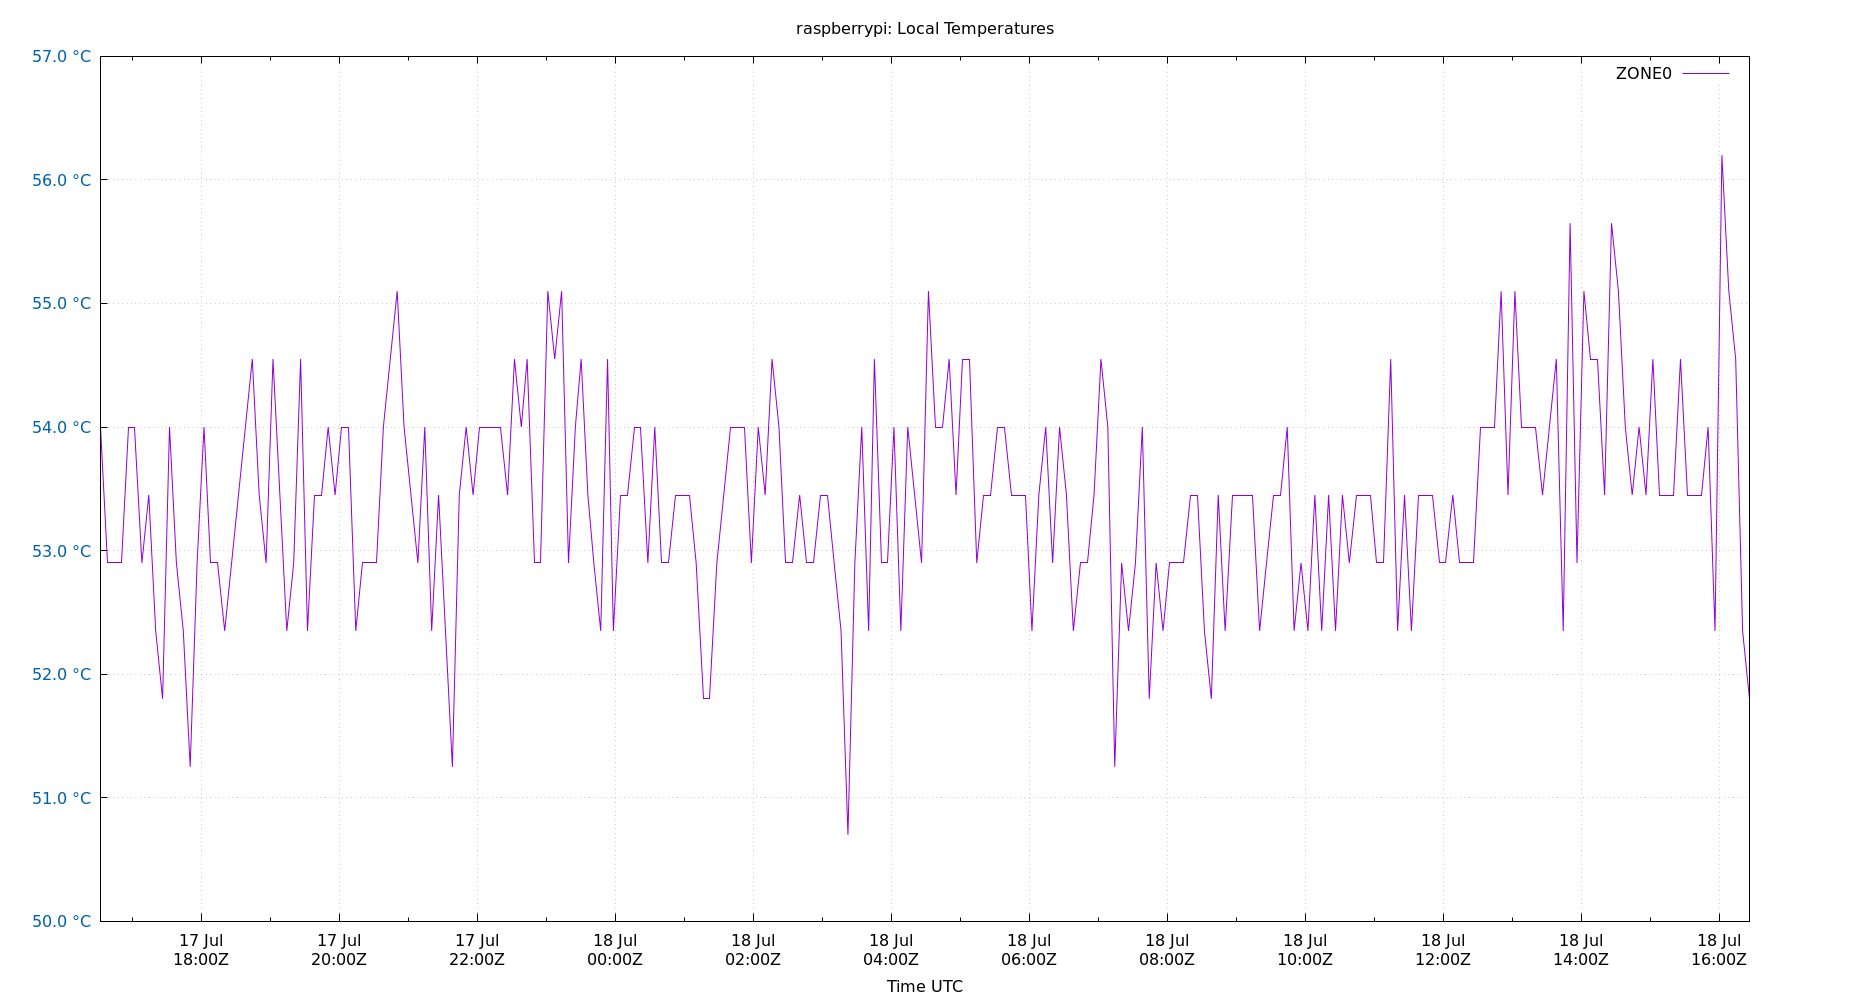 raspberrypi: Local Temperatures
57.0 °C
ZONE0
56.0 °C
55.0 °C
54.0 °C
53.0 °C
52.0 °C
51.0 °C
50.0 °C
17 Jul 17 Jul 17 Jul 18 Jul 18 Jul 18 Jul 18 Jul 18 Jul 18 Jul 18 Jul 18 Jul 18 Jul
18:00Z 20:00Z 22:00Z 00:00Z 02:00Z 04:00Z 06:00Z 08:00Z 10:00Z 12:00Z 14:00Z 16:00Z
Time UTC